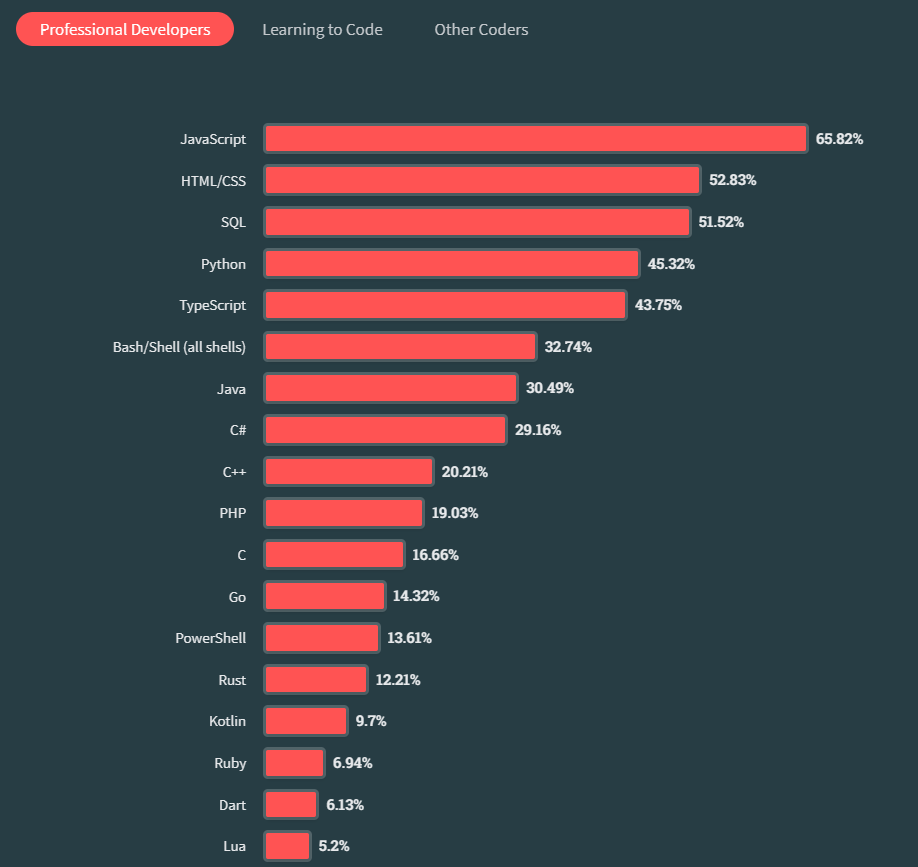 Professional Developers Learning to Code Other Coders
JavaScript 65.82%
HTML/CSS 52.83%
SQL 51.52%
Python 45.32%
TypeScript 43.75%
Bash/Shell (all shells) 32.74%
Java 30.49%
C# 29.16%
C++ 20.21%
PHP 19.03%
C 16.66%
Go 14.32%
PowerShell 13.61%
Rust 12.21%
Kotlin 9.7%
Ruby 6.94%
Dart 6.13%
Lua 5.2%